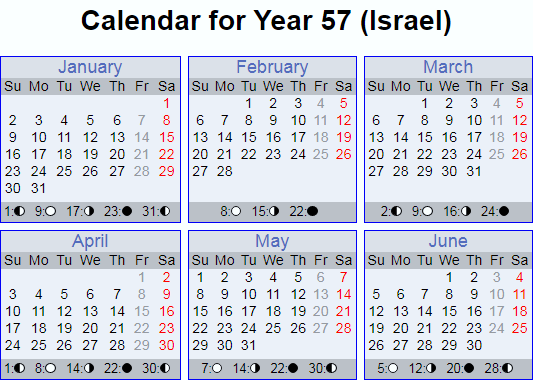 Calendar for Year 57 (Israel)
January
Su Mo Tu We Th Fr Sa
1
2 3 4 5 6 7 8
9 10 11 12 13 14 15
16 17 18 19 20 21 22
23 24 25 26 27 28 29
30 31
1:◐ 9:○ 17:◑ 23:● 31:◐
February
Su Mo Tu We Th Fr Sa
1 2 3 4 5
6 7 8 9 10 11 12
13 14 15 16 17 18 19
20 21 22 23 24 25 26
27 28
8:○ 15:◑ 22:●
March
Su Mo Tu We Th Fr Sa
1 2 3 4 5
6 7 8 9 10 11 12
13 14 15 16 17 18 19
20 21 22 23 24 25 26
27 28 29 30 31
2:◐ 9:○ 16:◑ 24:●
April
Su Mo Tu We Th Fr Sa
1 2
3 4 5 6 7 8 9
10 11 12 13 14 15 16
17 18 19 20 21 22 23
24 25 26 27 28 29 30
1:◐ 8:○ 14:◑ 22:● 30:◐
May
Su Mo Tu We Th Fr Sa
1 2 3 4 5 6 7
8 9 10 11 12 13 14
15 16 17 18 19 20 21
22 23 24 25 26 27 28
29 30 31
7:○ 14:◑ 22:● 30:◐
June
Su Mo Tu We Th Fr Sa
1 2 3 4
5 6 7 8 9 10 11
12 13 14 15 16 17 18
19 20 21 22 23 24 25
26 27 28 29 30
5:○ 12:◑ 20:● 28:◐